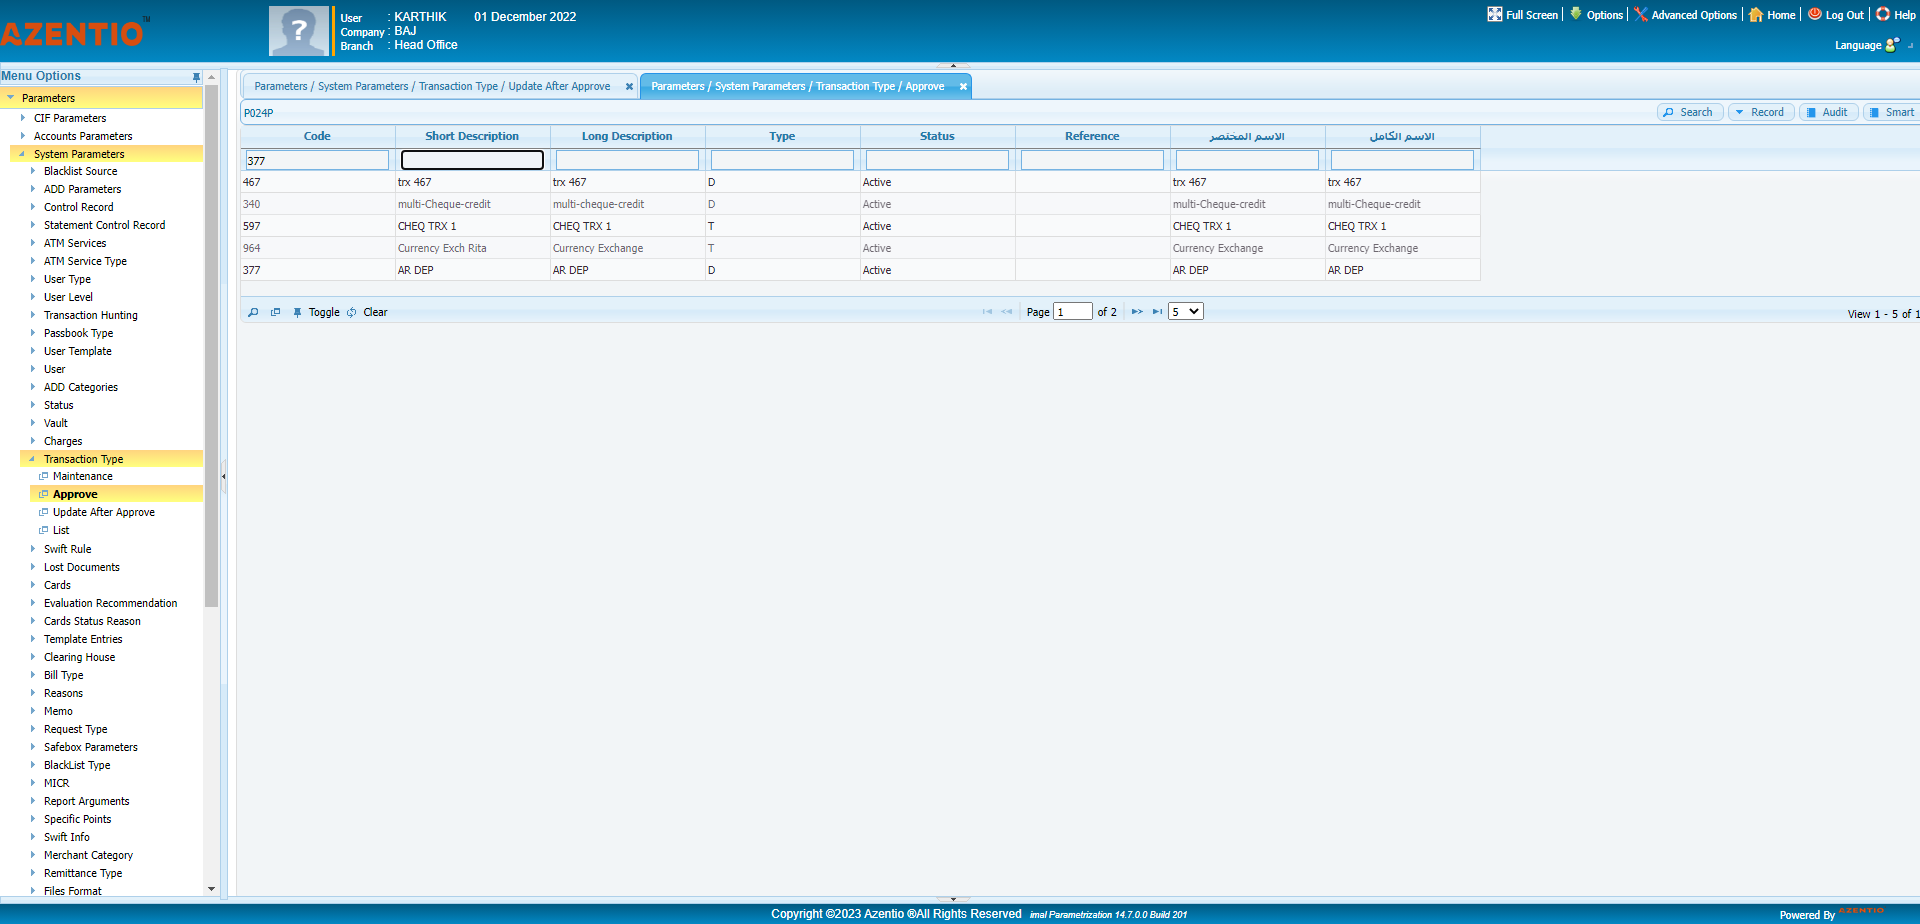 AZENTIO TM
User : KARTHIK 01 December 2022
Company : BAJ
Branch : Head Office
Full Screen Options Advanced Options Home Log Out Help
Language
Menu Options
Parameters
CIF Parameters
Accounts Parameters
System Parameters
Blacklist Source
ADD Parameters
Control Record
Statement Control Record
ATM Services
ATM Service Type
User Type
User Level
Transaction Hunting
Passbook Type
User Template
User
ADD Categories
Status
Vault
Charges
Transaction Type
Maintenance
Approve
Update After Approve
List
Swift Rule
Lost Documents
Cards
Evaluation Recommendation
Cards Status Reason
Template Entries
Clearing House
Bill Type
Reasons
Memo
Request Type
Safebox Parameters
BlackList Type
MICR
Report Arguments
Specific Points
Swift Info
Merchant Category
Remittance Type
Files Format
Parameters / System Parameters / Transaction Type / Update After Approve
Parameters / System Parameters / Transaction Type / Approve
P024P
Search Record Audit Smart
Code Short Description Long Description Type Status Reference الاسم المختصر الاسم الكامل
377
467 trx 467 trx 467 D Active trx 467 trx 467
340 multi-Cheque-credit multi-cheque-credit D Active multi-Cheque-credit multi-Cheque-credit
597 CHEQ TRX 1 CHEQ TRX 1 T Active CHEQ TRX 1 CHEQ TRX 1
964 Currency Exch Rita Currency Exchange T Active Currency Exchange Currency Exchange
377 AR DEP AR DEP D Active AR DEP AR DEP
Toggle Clear
Page 1 of 2 5
View 1 - 5 of 1
Copyright ©2023 Azentio ®All Rights Reserved imal Parametrization 14.7.0.0 Build 201
Powered By AZENTIO